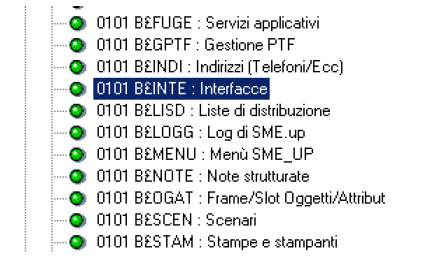 0101 B£FUGE : Servizi applicativi
0101 B£GPTF : Gestione PTF
0101 B£INDI : Indirizzi (Telefoni/Ecc)
0101 B£INTE : Interfacce
0101 B£LISD : Liste di distribuzione
0101 B£LOGG : Log di SME.up
0101 B£MENU : Menù SME_UP
0101 B£NOTE : Note strutturate
0101 B£OGAT : Frame/Slot Oggetti/Attribut
0101 B£SCEN : Scenari
0101 B£STAM : Stampe e stampanti